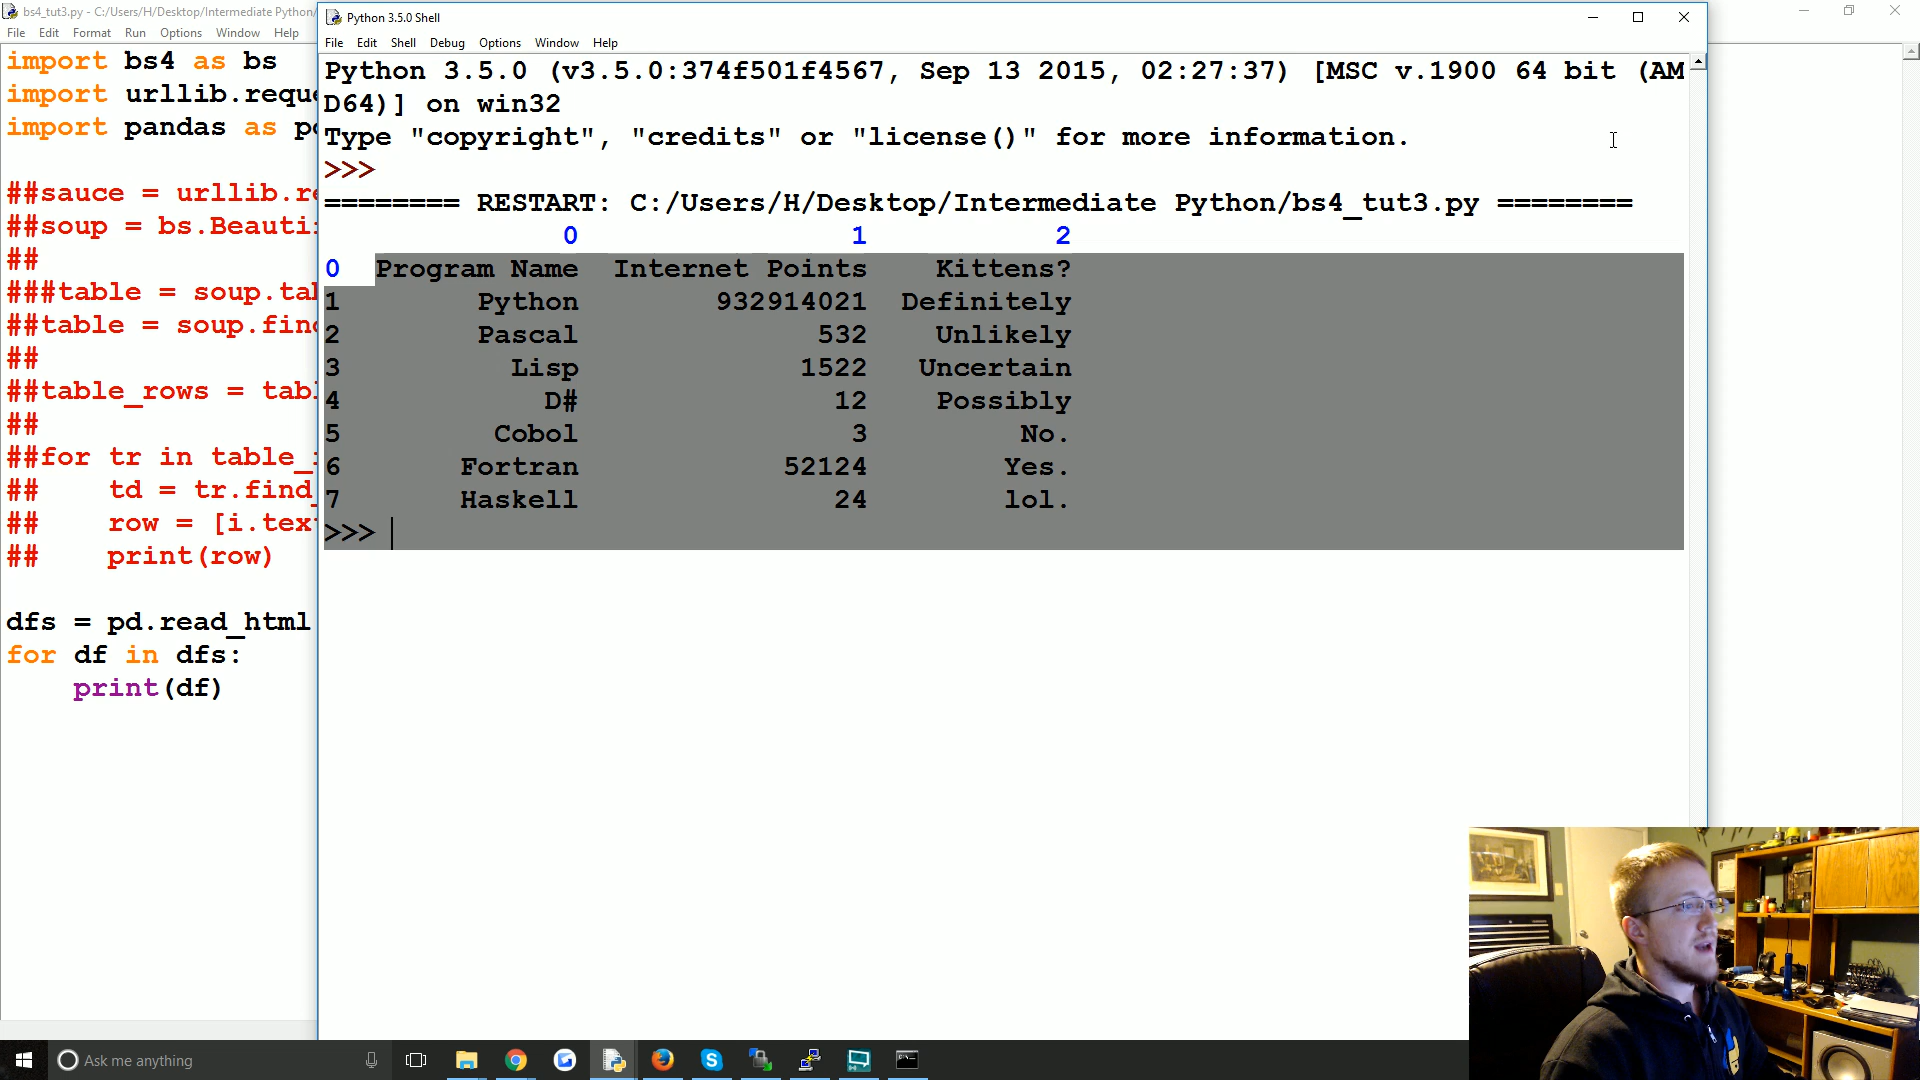 bs4_tut3.py - C:/Users/H/Desktop/Intermediate Python/
File Edit Format Run Options Window Help
import bs4 as bs
import urllib.reque
import pandas as
##sauce = urllib.re
##soup = bs.Beauti
##
###table = soup.tab
##table = soup.find
##
##table_rows = tabl
##
##for tr in table_
## td = tr.find_
## row = [i.text
## print(row)
dfs = pd.read_html
for df in dfs:
print(df)
Python 3.5.0 Shell
File Edit Shell Debug Options Window Help
Python 3.5.0 (v3.5.0:374f501f4567, Sep 13 2015, 02:27:37) [MSC v.1900 64 bit (AM
D64)] on win32
Type "copyright", "credits" or "license()" for more information.
>>>
======== RESTART: C:/Users/H/Desktop/Intermediate Python/bs4_tut3.py ========
0 1 2
0 Program Name Internet Points Kittens?
1 Python 932914021 Definitely
2 Pascal 532 Unlikely
3 Lisp 1522 Uncertain
4 D# 12 Possibly
5 Cobol 3 No.
6 Fortran 52124 Yes.
7 Haskell 24 lol.
>>>
Ask me anything